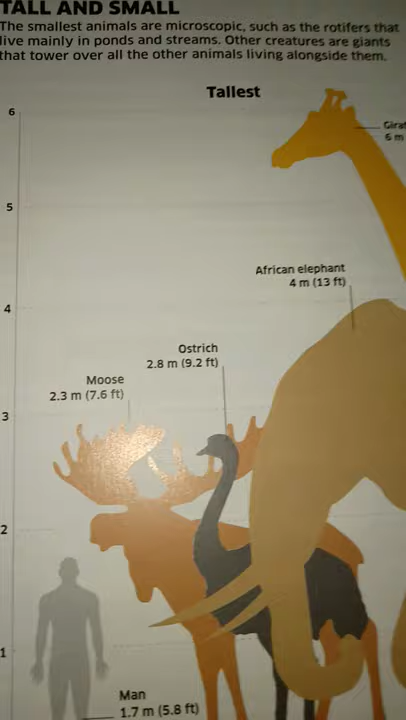 TALL AND SMALL
The smallest animals are microscopic, such as the rotifers that
live mainly in ponds and streams. Other creatures are giants
that tower over all the other animals living alongside them.
Tallest
6
Giraf
6 m
5
African elephant
4 m (13 ft)
4
Ostrich
2.8 m (9.2 ft)
Moose
2.3 m (7.6 ft)
3
2
1
Man
1.7 m (5.8 ft)